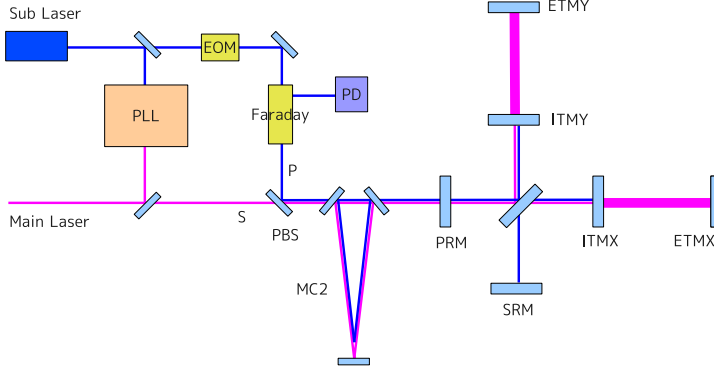 Sub Laser
ETMY
EOM
PD
PLL
Faraday
ITMY
P
Main Laser
S
PBS
PRM
ITMX
ETMX
MC2
SRM